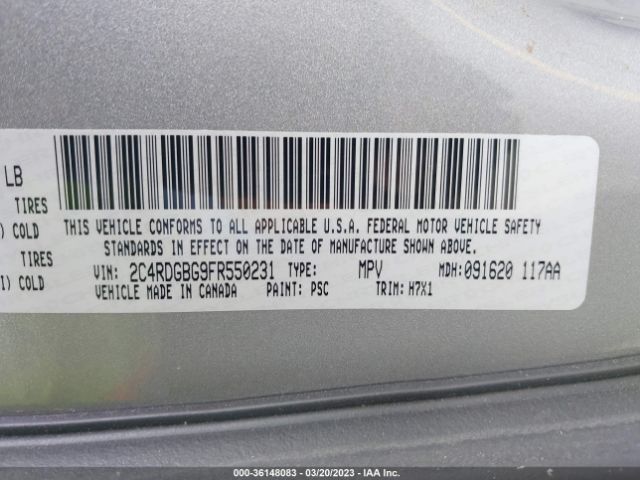 LB
TIRES
) COLD
TIRES
I) COLD
THIS VEHICLE CONFORMS TO ALL APPLICABLE U.S.A. FEDERAL MOTOR VEHICLE SAFETY
STANDARDS IN EFFECT ON THE DATE OF MANUFACTURE SHOWN ABOVE.
VIN: 2C4RDGBG9FR550231 TYPE: MPV MDH:091620 117AA
VEHICLE MADE IN CANADA PAINT: PSC TRIM:H7X1
000-36148083 - 03/20/2023 - IAA Inc.